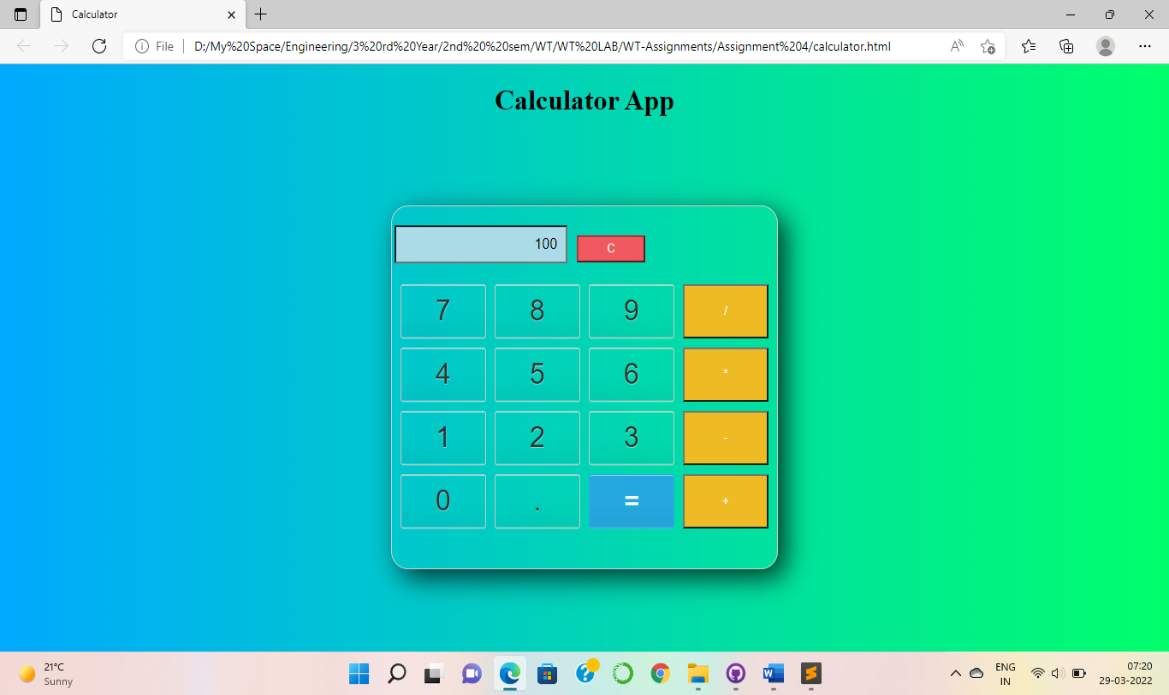 Calculator
File
D:/My%20Space/Engineering/3%20rd%20Year/2nd%20%20sem/WT/WT%20LAB/WT-Assignments/Assignment%204/calculator.html
Calculator App
100
C
7 8 9 /
4 5 6 *
1 2 3 -
0 . = +
21°C
Sunny
ENG
IN
07:20
29-03-2022